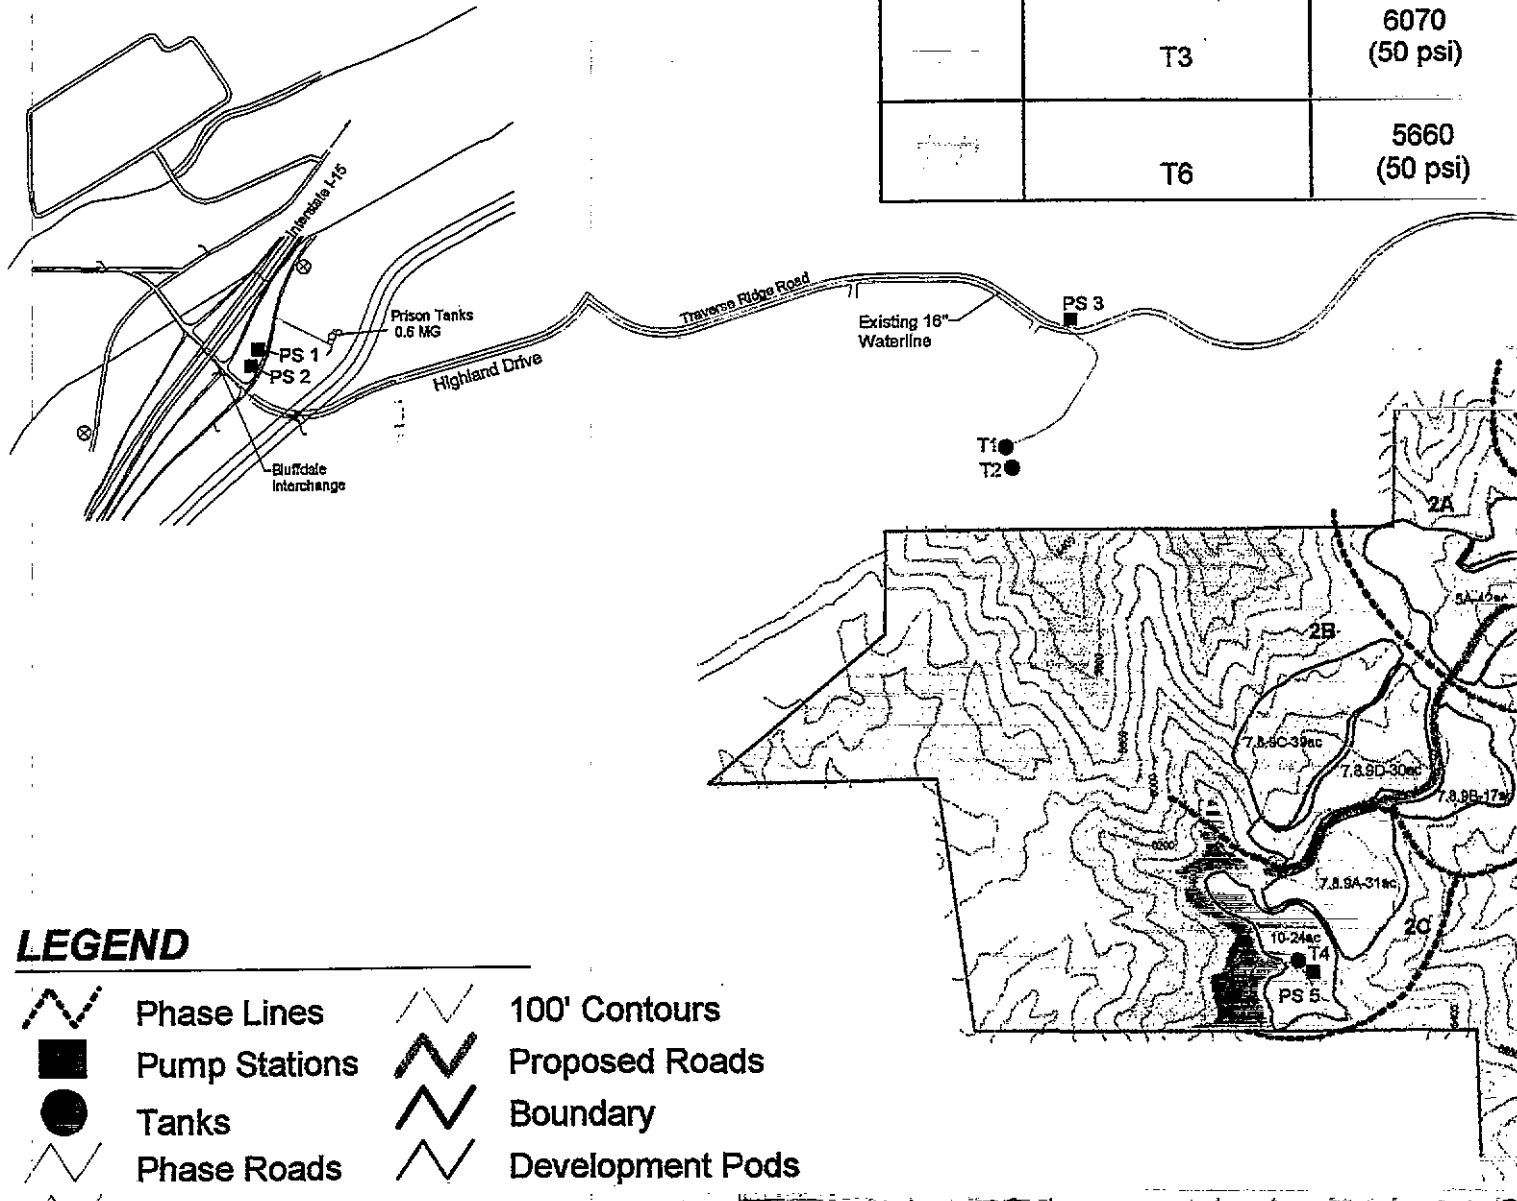 6070
(50 psi)
T3
5660
(50 psi)
T6
Interstate I-15
Prison Tanks
0.6 MG
PS 1
PS 2
Highland Drive
Traverse Ridge Road
Existing 16"
Waterline
PS 3
T1
T2
Bluffdale
Interchange
2A
2B
7,8,9C-39ac
7,8,9D-30ac
7,8,9A-31ac
2C
10-24ac
T4
PS 5
6200
LEGEND
Phase Lines
100' Contours
Pump Stations
Proposed Roads
Tanks
Boundary
Phase Roads
Development Pods